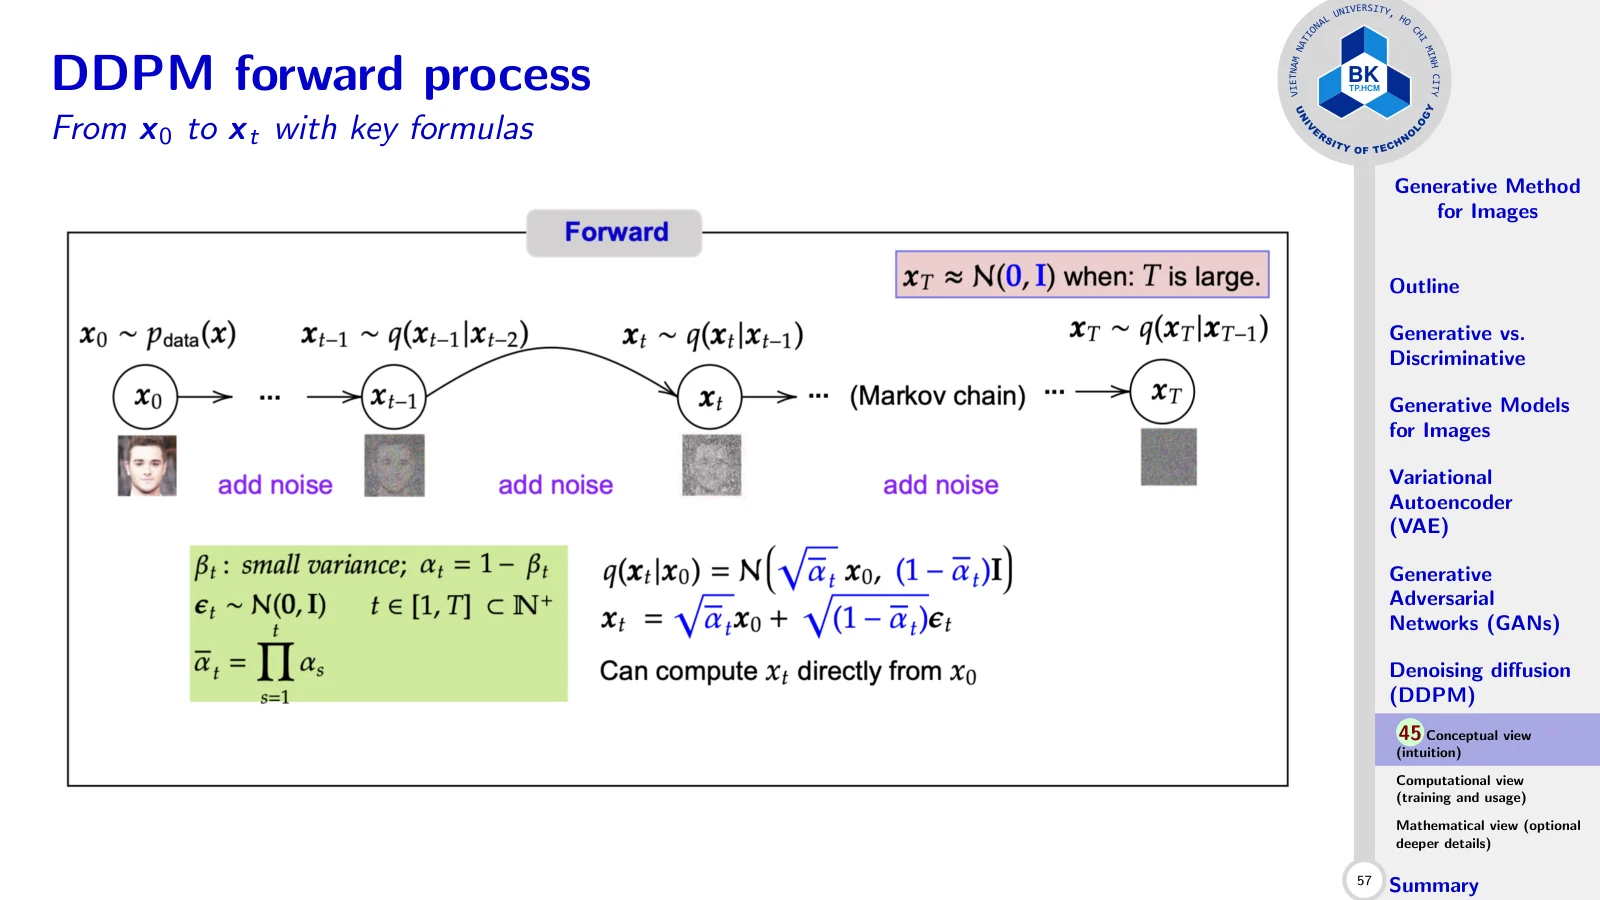 DDPM forward process
From x₀ to xₜ with key formulas
Forward
x_T ≈ N(0, I) when: T is large.
x₀ ∼ p_data(x)
xₜ₋₁ ∼ q(xₜ₋₁|xₜ₋₂)
xₜ ∼ q(xₜ|xₜ₋₁)
x_T ∼ q(x_T|x_{T−1})
x₀ ... xₜ₋₁ xₜ ... (Markov chain) ... x_T
add noise add noise add noise
βₜ: small variance; αₜ = 1 − βₜ
ϵₜ ∼ N(0, I) t ∈ [1, T] ⊂ ℕ⁺
ᾱₜ = ∏_{s=1}^{t} αₛ
q(xₜ|x₀) = N(√ᾱₜ x₀, (1 − ᾱₜ)I)
xₜ = √ᾱₜ x₀ + √(1 − ᾱₜ) ϵₜ
Can compute xₜ directly from x₀
VIETNAM NATIONAL UNIVERSITY, HO CHI MINH CITY
BK
TP.HCM
UNIVERSITY OF TECHNOLOGY
Generative Method
for Images
Outline
Generative vs.
Discriminative
Generative Models
for Images
Variational
Autoencoder
(VAE)
Generative
Adversarial
Networks (GANs)
Denoising diffusion
(DDPM)
45 Conceptual view
(intuition)
Computational view
(training and usage)
Mathematical view (optional
deeper details)
57
Summary